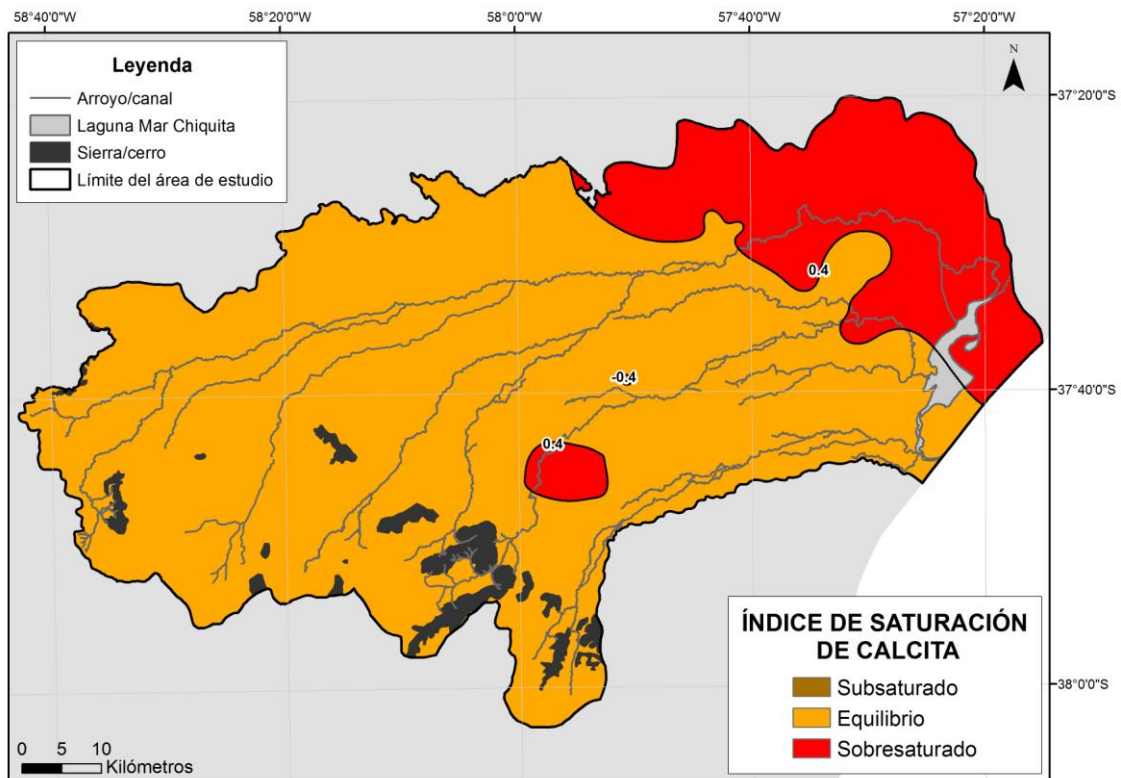 58°40'0"W 58°20'0"W 58°0'0"W 57°40'0"W 57°20'0"W
Leyenda
Arroyo/canal
Laguna Mar Chiquita
Sierra/cerro
Límite del área de estudio
N
37°20'0"S
0.4
-0.4
37°40'0"S
0.4
ÍNDICE DE SATURACIÓN
DE CALCITA
Subsaturado
Equilibrio
Sobresaturado
38°0'0"S
0 5 10
Kilómetros